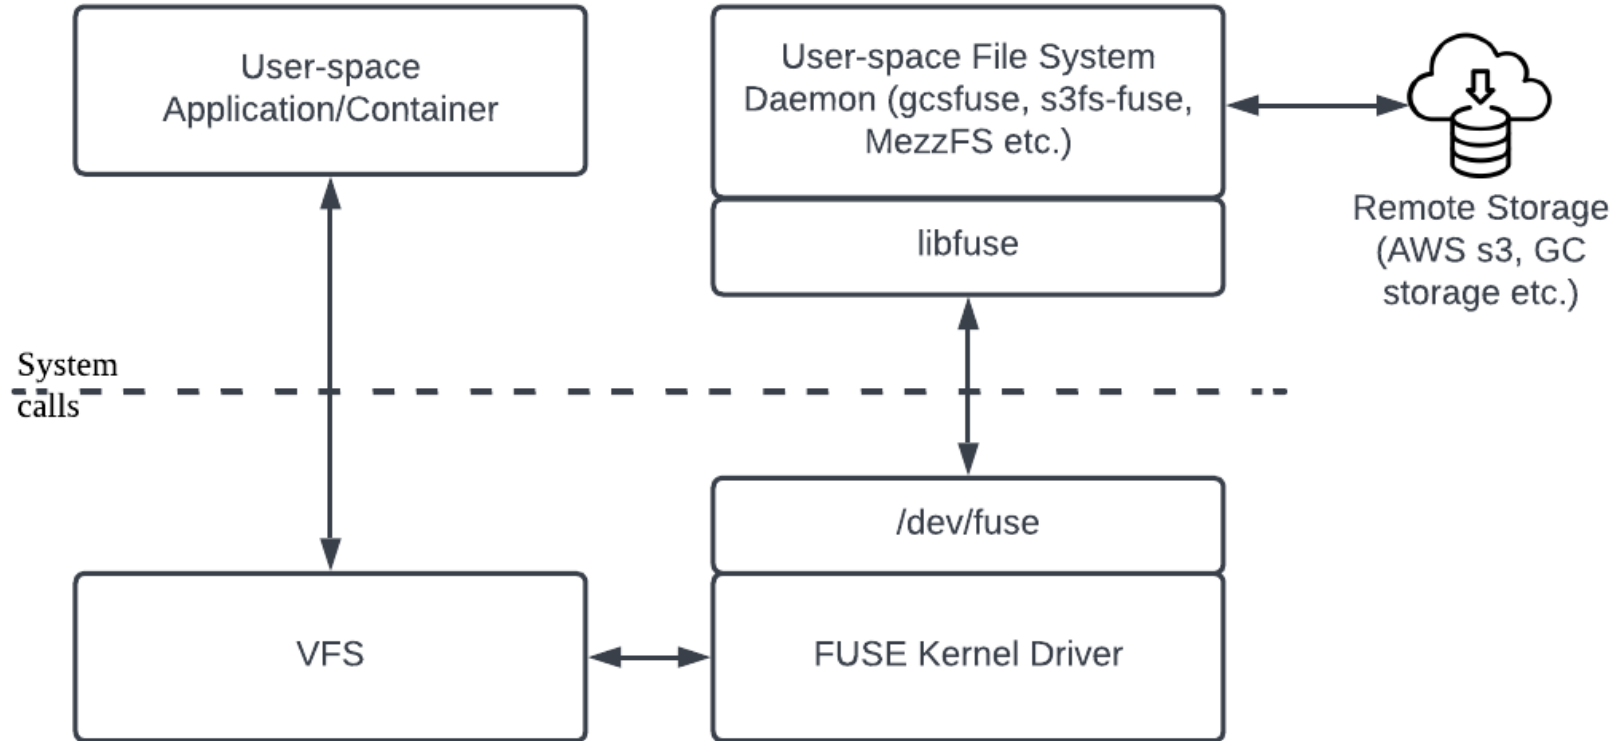 User-space
Application/Container
User-space File System
Daemon (gcsfuse, s3fs-fuse,
MezzFS etc.)
libfuse
Remote Storage
(AWS s3, GC
storage etc.)
System
calls
/dev/fuse
VFS
FUSE Kernel Driver